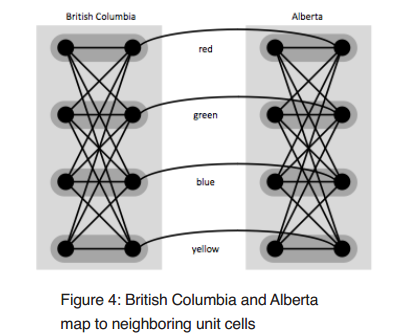 British Columbia Alberta
red
green
blue
yellow
Figure 4: British Columbia and Alberta
map to neighboring unit cells